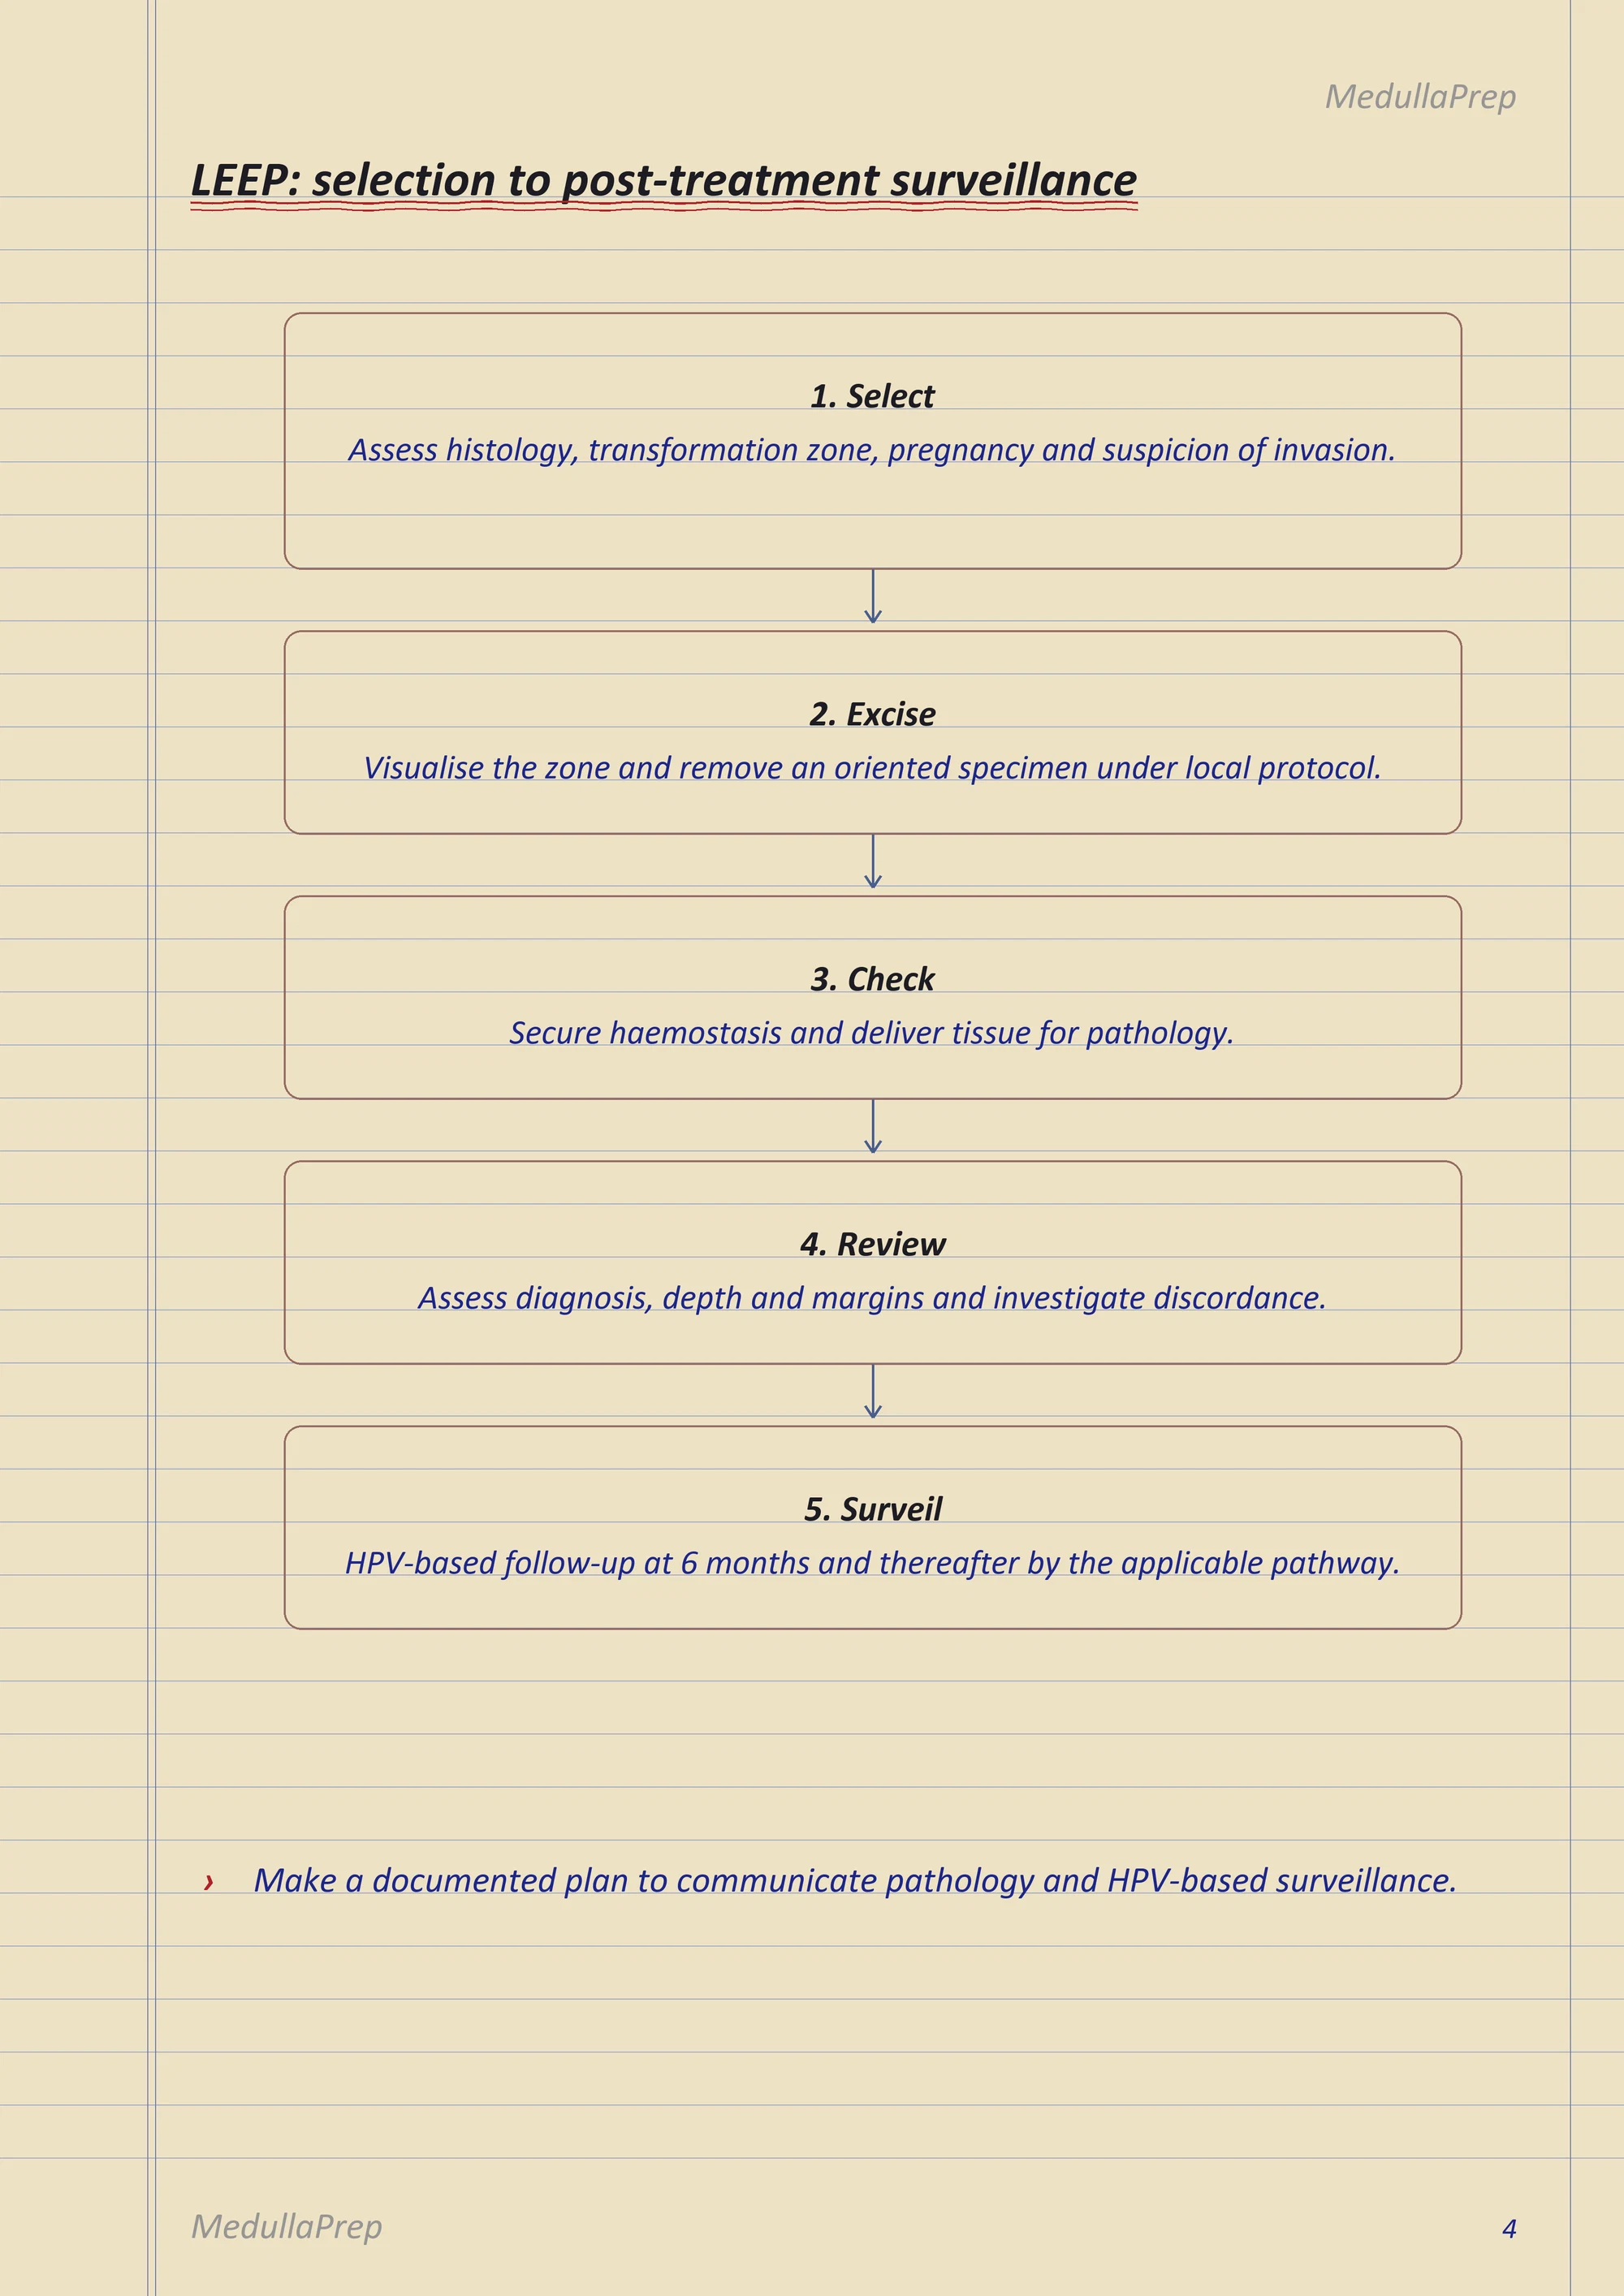 MedullaPrep
LEEP: selection to post-treatment surveillance
1. Select
Assess histology, transformation zone, pregnancy and suspicion of invasion.
2. Excise
Visualise the zone and remove an oriented specimen under local protocol.
3. Check
Secure haemostasis and deliver tissue for pathology.
4. Review
Assess diagnosis, depth and margins and investigate discordance.
5. Surveil
HPV-based follow-up at 6 months and thereafter by the applicable pathway.
› Make a documented plan to communicate pathology and HPV-based surveillance.
MedullaPrep
4